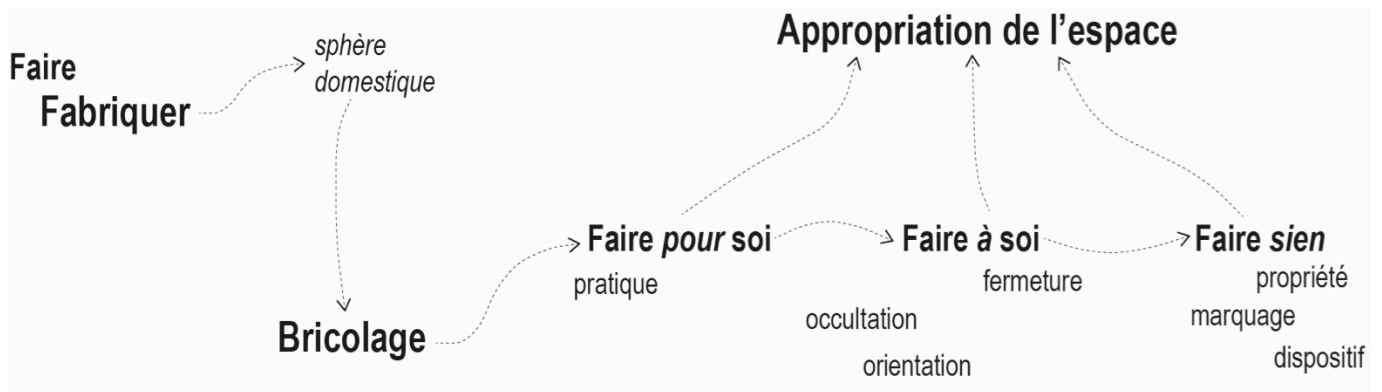 Faire
Fabriquer
sphère
domestique
Bricolage
Appropriation de l'espace
Faire pour soi
pratique
Faire à soi
fermeture
occultation
orientation
Faire sien
propriété
marquage
dispositif